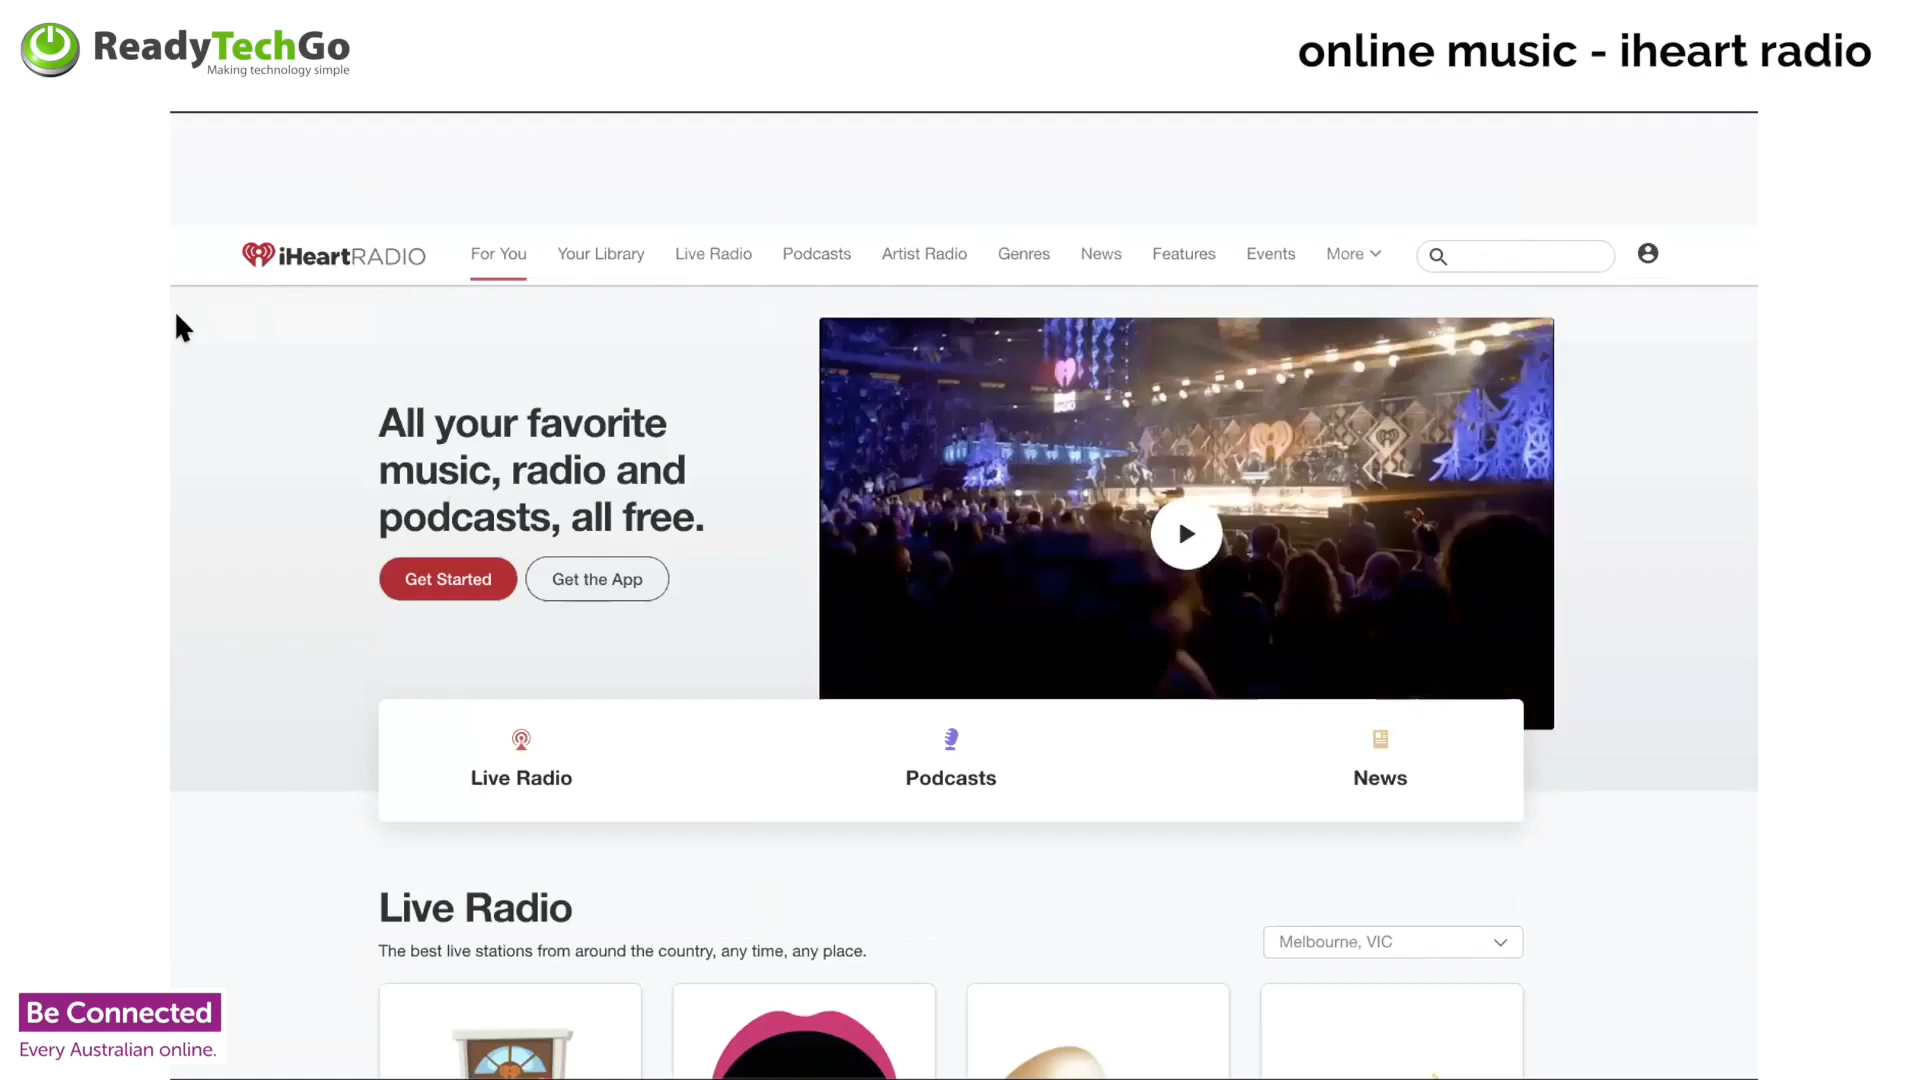 ReadyTechGo
Making technology simple
online music - iheart radio
iHeartRADIO
For You
Your Library
Live Radio
Podcasts
Artist Radio
Genres
News
Features
Events
More
All your favorite
music, radio and
podcasts, all free.
Get Started
Get the App
Live Radio
Podcasts
News
Live Radio
The best live stations from around the country, any time, any place.
Melbourne, VIC
Be Connected
Every Australian online.